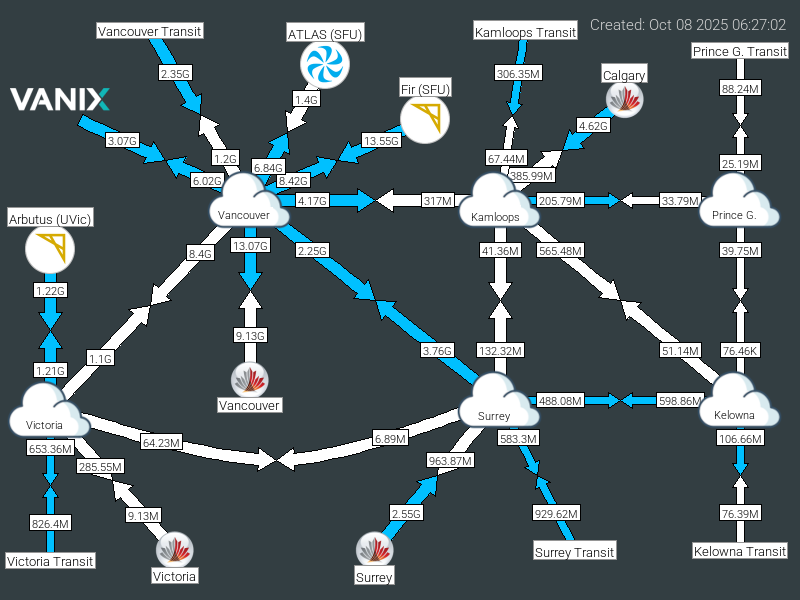 Created: Oct 08 2025 06:27:02
Vancouver Transit
ATLAS (SFU)
Kamloops Transit
Prince G. Transit
2.35G
306.35M
Calgary
88.24M
VANIX
1.4G
Fir (SFU)
4.62G
3.07G
13.55G
1.2G
67.44M
25.19M
6.84G
6.02G
8.42G
385.99M
4.17G
317M
205.79M
33.79M
Vancouver
Kamloops
Prince G.
Arbutus (UVic)
13.07G
2.25G
41.36M
565.48M
39.75M
8.4G
1.22G
9.13G
1.1G
3.76G
132.32M
51.14M
76.46K
1.21G
Vancouver
488.08M
598.86M
Victoria
Surrey
Kelowna
64.23M
6.89M
583.3M
106.66M
653.36M
285.55M
963.87M
826.4M
9.13M
2.55G
929.62M
76.39M
Victoria Transit
Victoria
Surrey
Surrey Transit
Kelowna Transit